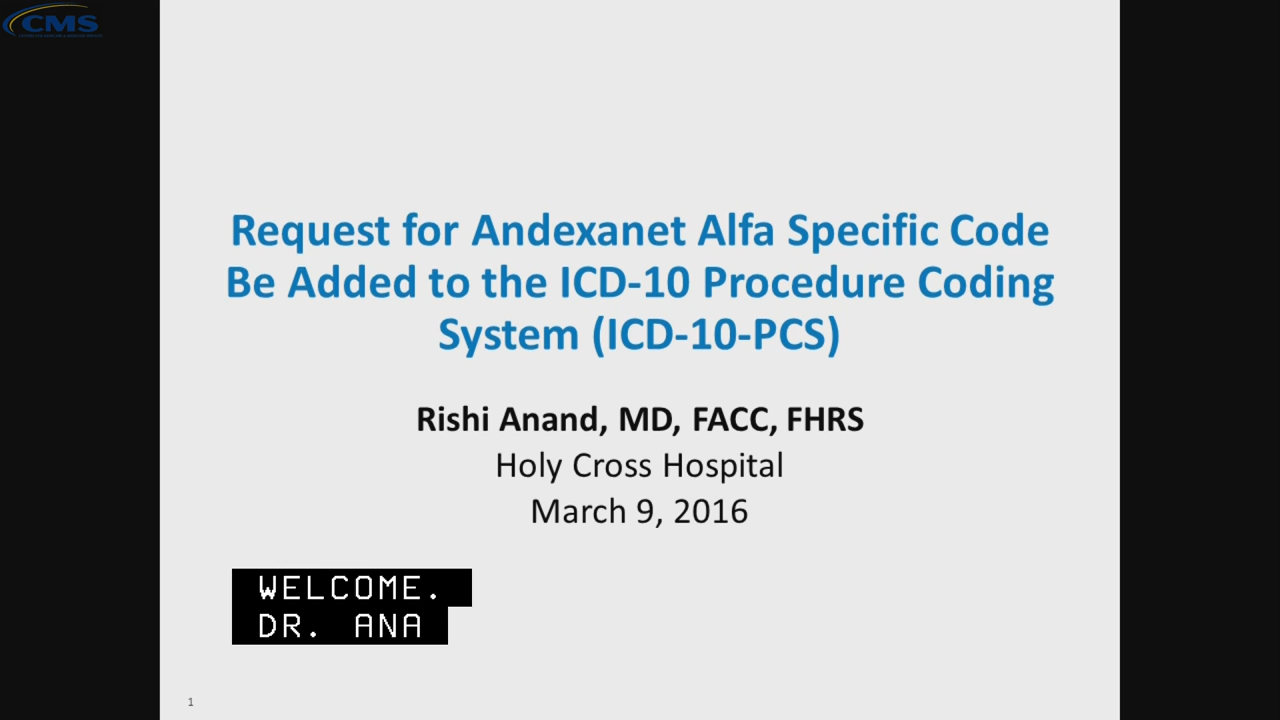 CMS
Request for Andexanet Alfa Specific Code
Be Added to the ICD-10 Procedure Coding
System (ICD-10-PCS)
Rishi Anand, MD, FACC, FHRS
Holy Cross Hospital
March 9, 2016
WELCOME.
DR. ANA
1